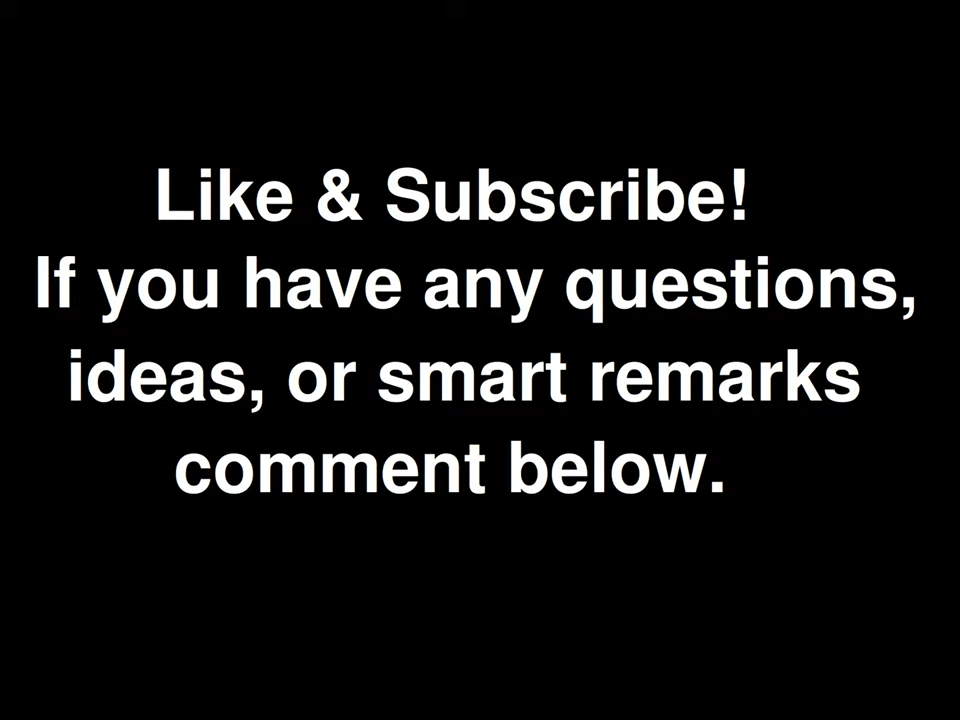 Like & Subscribe!
If you have any questions,
ideas, or smart remarks
comment below.